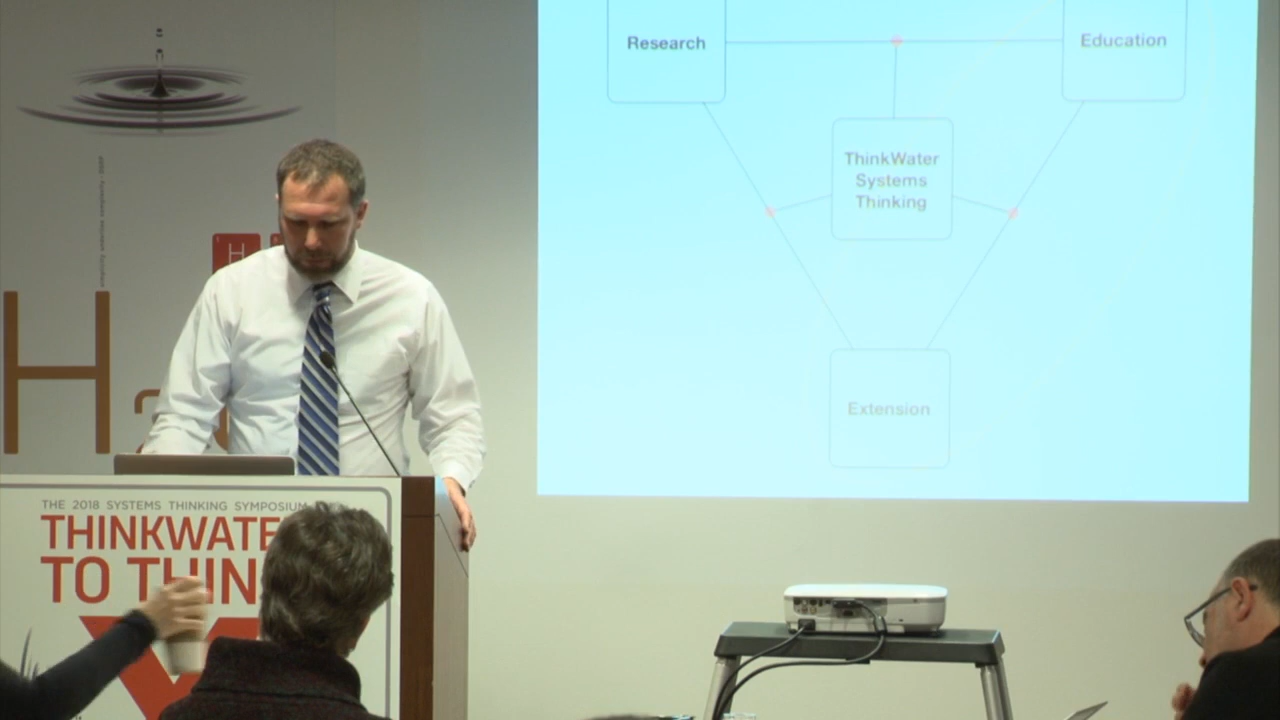 Research
Education
ThinkWater
Systems
Thinking
Extension
H
H
THE 2018 SYSTEMS THINKING SYMPOSIUM
THINKWATE
TO THIN